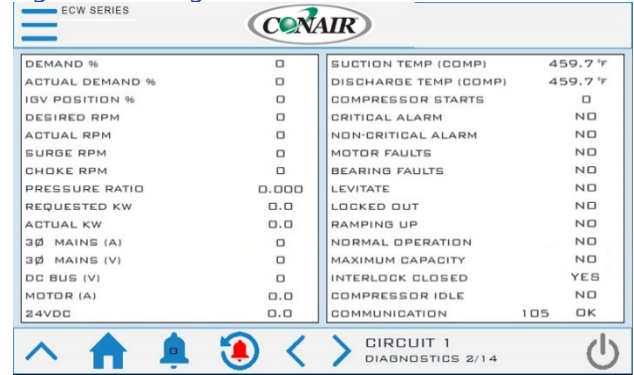 ECW SERIES
CONAIR
DEMAND % 0
ACTUAL DEMAND % 0
IGV POSITION % 0
DESIRED RPM 0
ACTUAL RPM 0
SURGE RPM 0
CHOKE RPM 0
PRESSURE RATIO 0.000
REQUESTED KW 0.0
ACTUAL KW 0.0
3Ø MAINS (A) 0
3Ø MAINS (V) 0
DC BUS (V) 0
MOTOR (A) 0.0
24VDC 0.0
SUCTION TEMP (COMP) 459.7 °F
DISCHARGE TEMP (COMP) 459.7 °F
COMPRESSOR STARTS 0
CRITICAL ALARM NO
NON-CRITICAL ALARM NO
MOTOR FAULTS NO
BEARING FAULTS NO
LEVITATE NO
LOCKED OUT NO
RAMPING UP NO
NORMAL OPERATION NO
MAXIMUM CAPACITY NO
INTERLOCK CLOSED YES
COMPRESSOR IDLE NO
COMMUNICATION 105 OK
0
CIRCUIT 1
DIAGNOSTICS 2/14